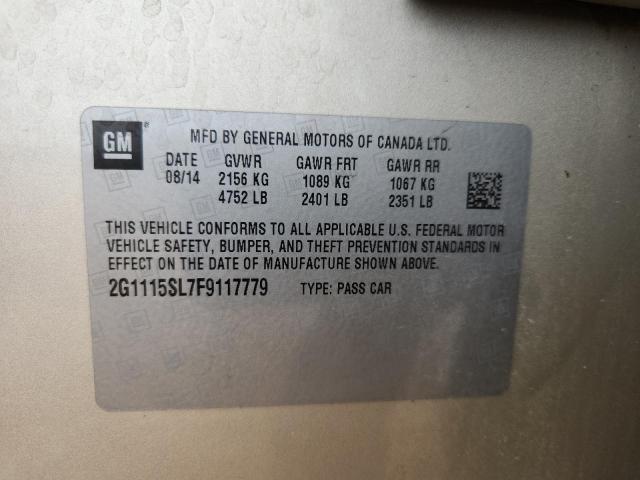 GM
MFD BY GENERAL MOTORS OF CANADA LTD.
DATE GVWR GAWR FRT GAWR RR
08/14 2156 KG 1089 KG 1067 KG
4752 LB 2401 LB 2351 LB
THIS VEHICLE CONFORMS TO ALL APPLICABLE U.S. FEDERAL MOTOR
VEHICLE SAFETY, BUMPER, AND THEFT PREVENTION STANDARDS IN
EFFECT ON THE DATE OF MANUFACTURE SHOWN ABOVE.
2G1115SL7F9117779 TYPE: PASS CAR